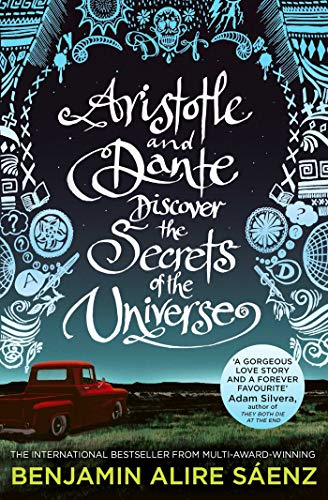 Aristotle
and
Dante
Discover
the
Secrets
of the
Universe
'A GORGEOUS
LOVE STORY
AND A FOREVER
FAVOURITE'
Adam Silvera,
author of
THEY BOTH DIE
AT THE END
THE INTERNATIONAL BESTSELLER FROM MULTI-AWARD-WINNING
BENJAMIN ALIRE SÁENZ